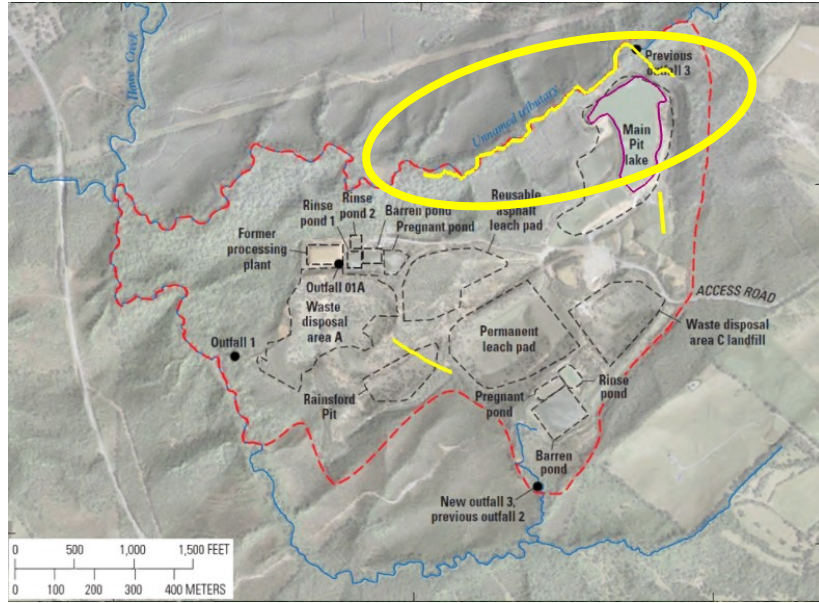 Howe Creek
Unnamed tributary
Previous
outfall 3
Main
Pit
lake
Reusable
asphalt
leach pad
Rinse
pond 2
Rinse
pond 1
Barren pond
Pregnant pond
Former
processing
plant
Outfall 01A
Waste
disposal
area A
Outfall 1
ACCESS ROAD
Permanent
leach pad
Waste disposal
area C landfill
Rainsford
Pit
Pregnant
pond
Rinse
pond
Barren
pond
New outfall 3,
previous outfall 2
0 500 1,000 1,500 FEET
0 100 200 300 400 METERS